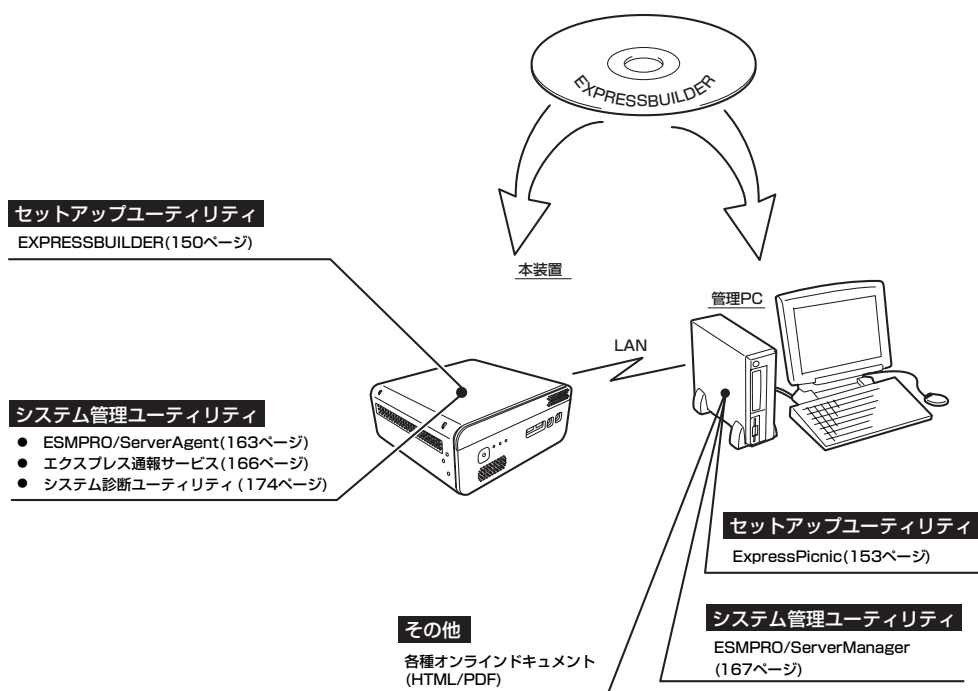 EXPRESSBUILDER
セットアップユーティリティ
EXPRESSBUILDER(150ページ)
本装置
管理PC
LAN
システム管理ユーティリティ
● ESMPRO/ServerAgent(163ページ)
● エクスプレス通報サービス(166ページ)
● システム診断ユーティリティ(174ページ)
セットアップユーティリティ
ExpressPicnic(153ページ)
システム管理ユーティリティ
ESMPRO/ServerManager
(167ページ)
その他
各種オンラインドキュメント
(HTML/PDF)